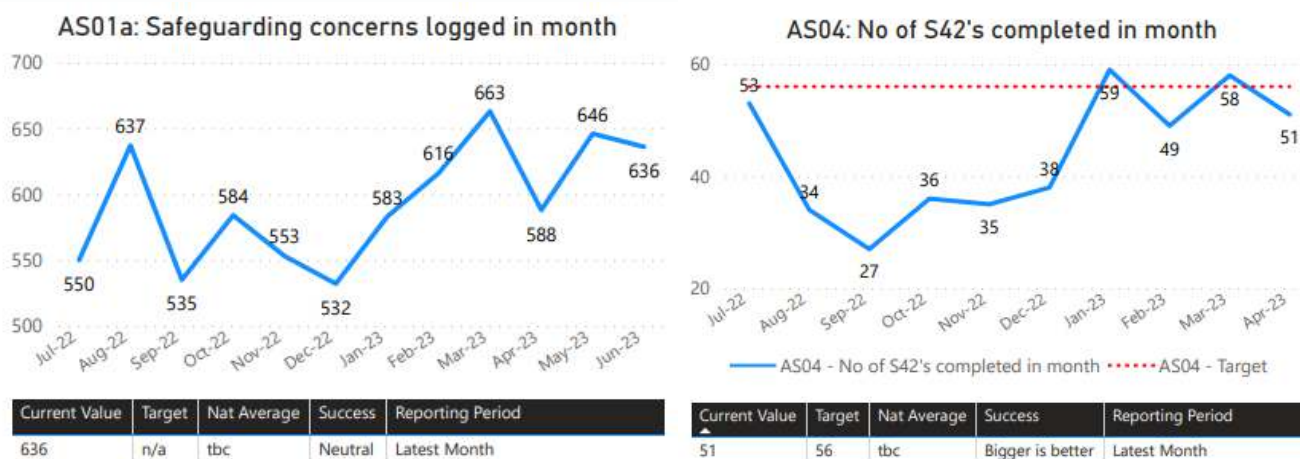 AS01a: Safeguarding concerns logged in month
700
650
600
550
500
550
637
535
584
553
532
583
616
663
588
646
636
Jul-22
Aug-22
Sep-22
Oct-22
Nov-22
Dec-22
Jan-23
Feb-23
Mar-23
Apr-23
May-23
Jun-23
Current Value Target Nat Average Success Reporting Period
636 n/a tbc Neutral Latest Month
AS04: No of S42's completed in month
60
40
20
53
34
27
36
35
38
59
49
58
51
Jul-22
Aug-22
Sep-22
Oct-22
Nov-22
Dec-22
Jan-23
Feb-23
Mar-23
Apr-23
AS04 - No of S42's completed in month AS04 - Target
Current Value Target Nat Average Success Reporting Period
51 56 tbc Bigger is better Latest Month